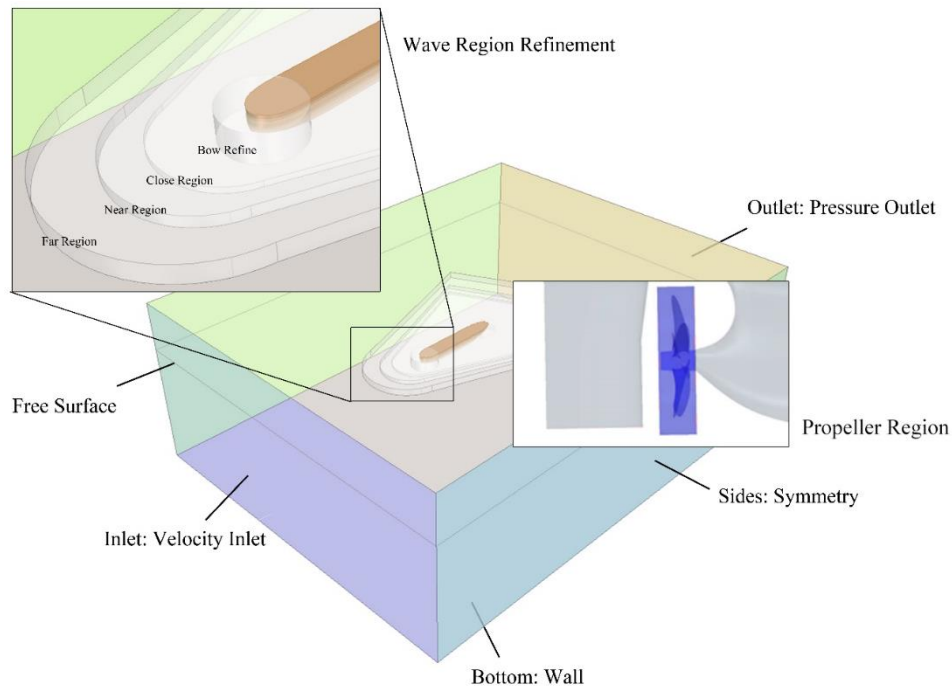 Wave Region Refinement
Bow Refine
Close Region
Near Region
Far Region
Outlet: Pressure Outlet
Free Surface
Propeller Region
Sides: Symmetry
Inlet: Velocity Inlet
Bottom: Wall